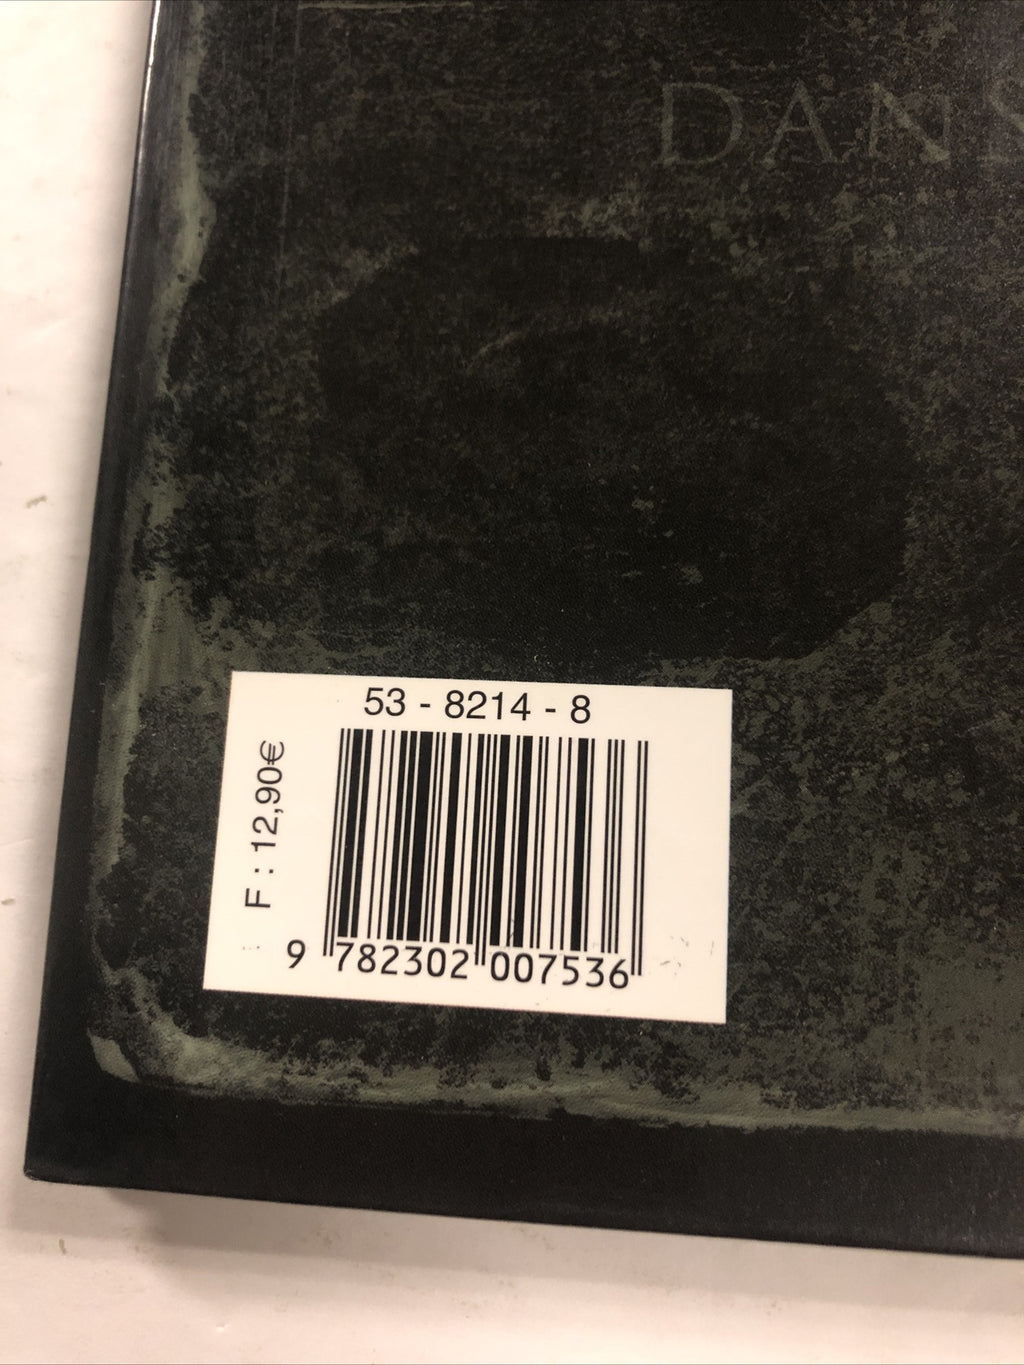 DANS
53 - 8214 - 8
F : 12,90€
9 782302 007536